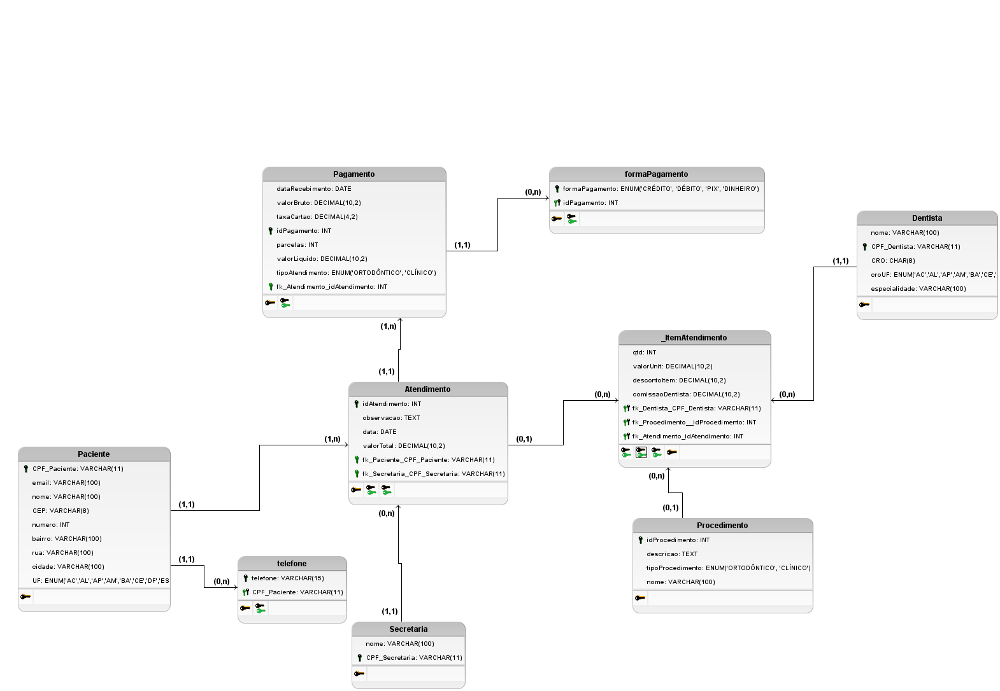 Pagamento
dataRecebimento: DATE
valorBruto: DECIMAL(10,2)
taxaCartao: DECIMAL(4,2)
idPagamento: INT
parcelas: INT
valorLiquido: DECIMAL(10,2)
tipoAtendimento: ENUM('ORTODÔNTICO', 'CLÍNICO')
fk_Atendimento_idAtendimento: INT
(0,n)
(1,1)
formaPagamento
formaPagamento: ENUM('CRÉDITO', 'DÉBITO', 'PIX', 'DINHEIRO')
idPagamento: INT
Dentista
nome: VARCHAR(100)
CPF_Dentista: VARCHAR(11)
CRO: CHAR(8)
croUF: ENUM('AC','AL','AP','AM','BA','CE','
especialidade: VARCHAR(100)
(1,1)
(0,n)
(1,n)
(1,1)
_ItemAtendimento
qtd: INT
valorUnit: DECIMAL(10,2)
descontoItem: DECIMAL(10,2)
comissaoDentista: DECIMAL(10,2)
fk_Dentista_CPF_Dentista: VARCHAR(11)
fk_Procedimento__idProcedimento: INT
fk_Atendimento_idAtendimento: INT
Atendimento
idAtendimento: INT
observacao: TEXT
data: DATE
valorTotal: DECIMAL(10,2)
fk_Paciente_CPF_Paciente: VARCHAR(11)
fk_Secretaria_CPF_Secretaria: VARCHAR(11)
(0,n)
(0,1)
(1,n)
(1,1)
Paciente
CPF_Paciente: VARCHAR(11)
email: VARCHAR(100)
nome: VARCHAR(100)
CEP: VARCHAR(8)
numero: INT
bairro: VARCHAR(100)
rua: VARCHAR(100)
cidade: VARCHAR(100)
UF: ENUM('AC','AL','AP','AM','BA','CE','DF','ES
(1,1)
(0,n)
telefone
telefone: VARCHAR(15)
CPF_Paciente: VARCHAR(11)
(0,n)
(1,1)
(0,n)
(0,1)
Procedimento
idProcedimento: INT
descricao: TEXT
tipoProcedimento: ENUM('ORTODÔNTICO', 'CLÍNICO')
nome: VARCHAR(100)
Secretaria
nome: VARCHAR(100)
CPF_Secretaria: VARCHAR(11)